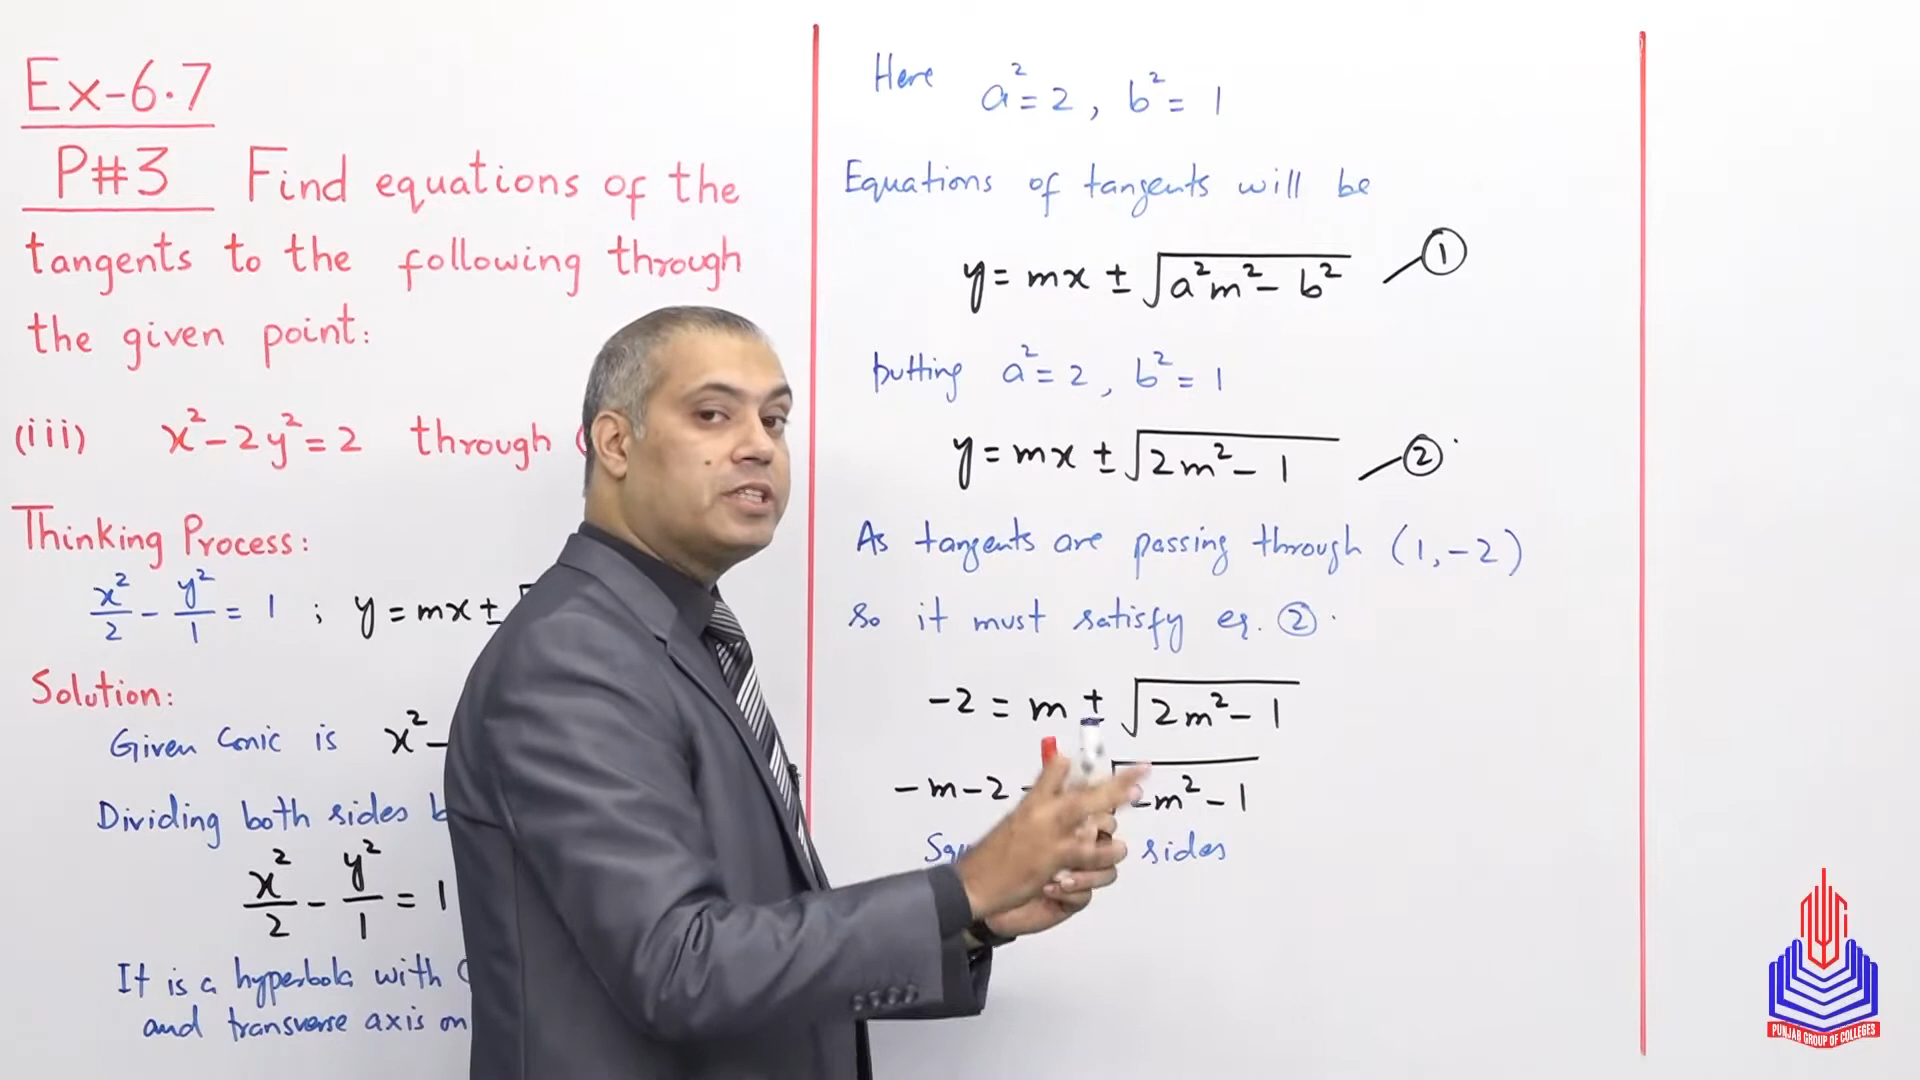 Ex-6.7
P#3 Find equations of the
tangents to the following through
the given point:
(iii) x²-2y²=2 through (
Thinking Process:
x²/2 - y²/1 = 1 ; y = mx ±
Solution:
Given Conic is x² -
Dividing both sides b
x²/2 - y²/1 = 1
It is a hyperbola with
and transverse axis on
Here a² = 2, b² = 1
Equations of tangents will be
y = mx ± √(a²m² - b²) ①
putting a² = 2, b² = 1
y = mx ± √(2m² - 1) ②
As tangents are passing through (1, -2)
So it must satisfy eq. ②.
-2 = m ± √(2m² - 1)
-m-2 m² - 1
sides
PUNJAB GROUP OF COLLEGES